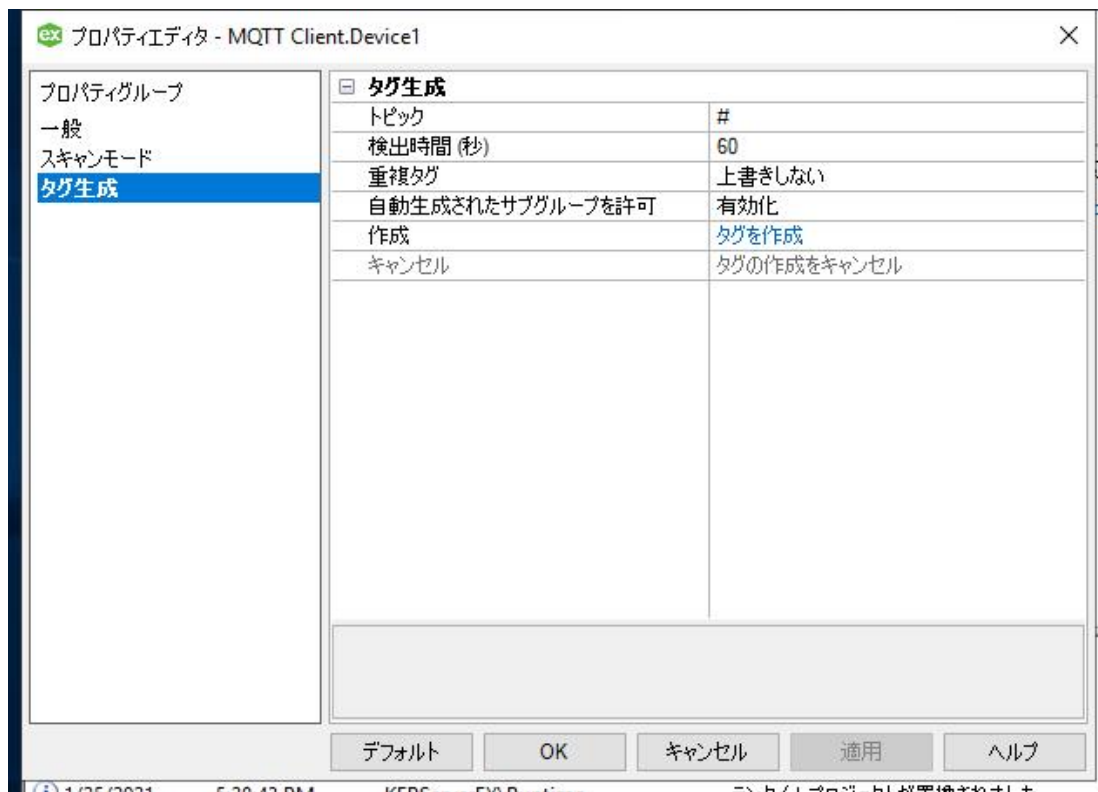 ex プロパティエディタ - MQTT Client.Device1
プロパティグループ
一般
スキャンモード
タグ生成
タグ生成
トピック #
検出時間 (秒) 60
重複タグ 上書きしない
自動生成されたサブグループを許可 有効化
作成 タグを作成
キャンセル タグの作成をキャンセル
デフォルト OK キャンセル 適用 ヘルプ